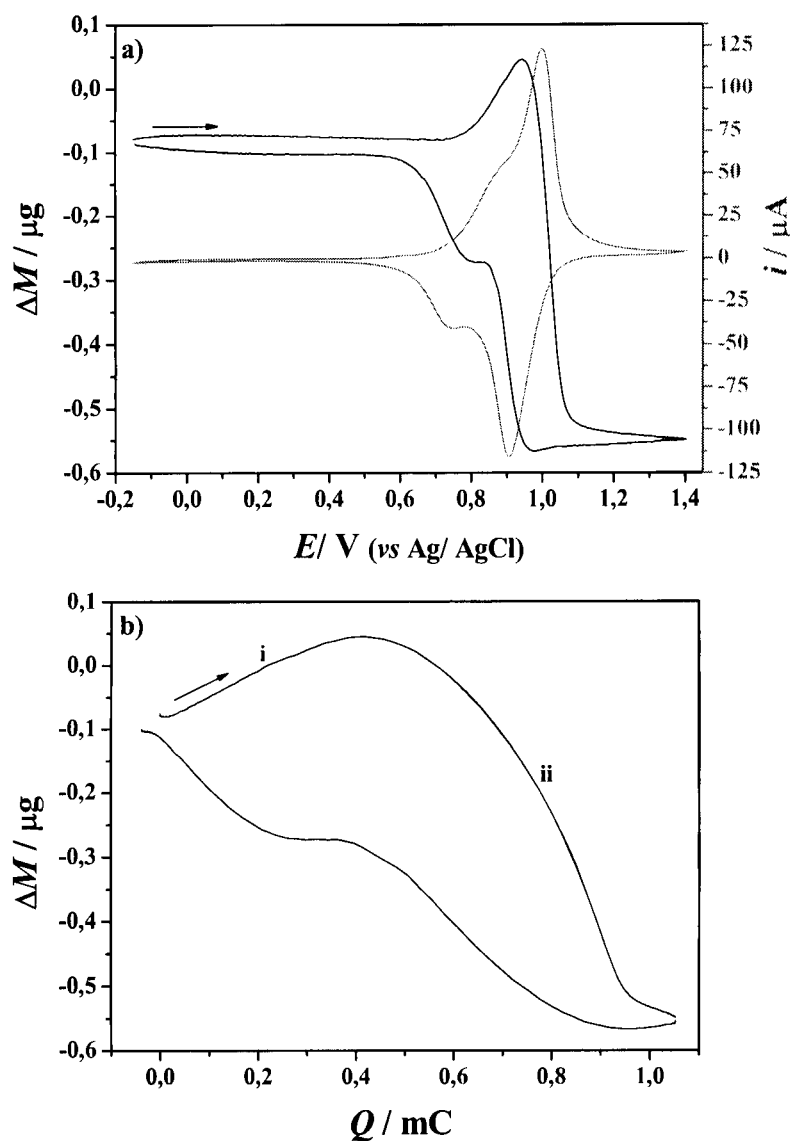 a)
0,1
0,0
-0,1
-0,2
-0,3
-0,4
-0,5
-0,6
ΔM / μg
125
100
75
50
25
0
-25
-50
-75
-100
-125
i / μA
-0,2 0,0 0,2 0,4 0,6 0,8 1,0 1,2 1,4
E/ V (vs Ag/ AgCl)
b)
0,1
0,0
-0,1
-0,2
-0,3
-0,4
-0,5
-0,6
ΔM / μg
i
ii
0,0 0,2 0,4 0,6 0,8 1,0
Q / mC